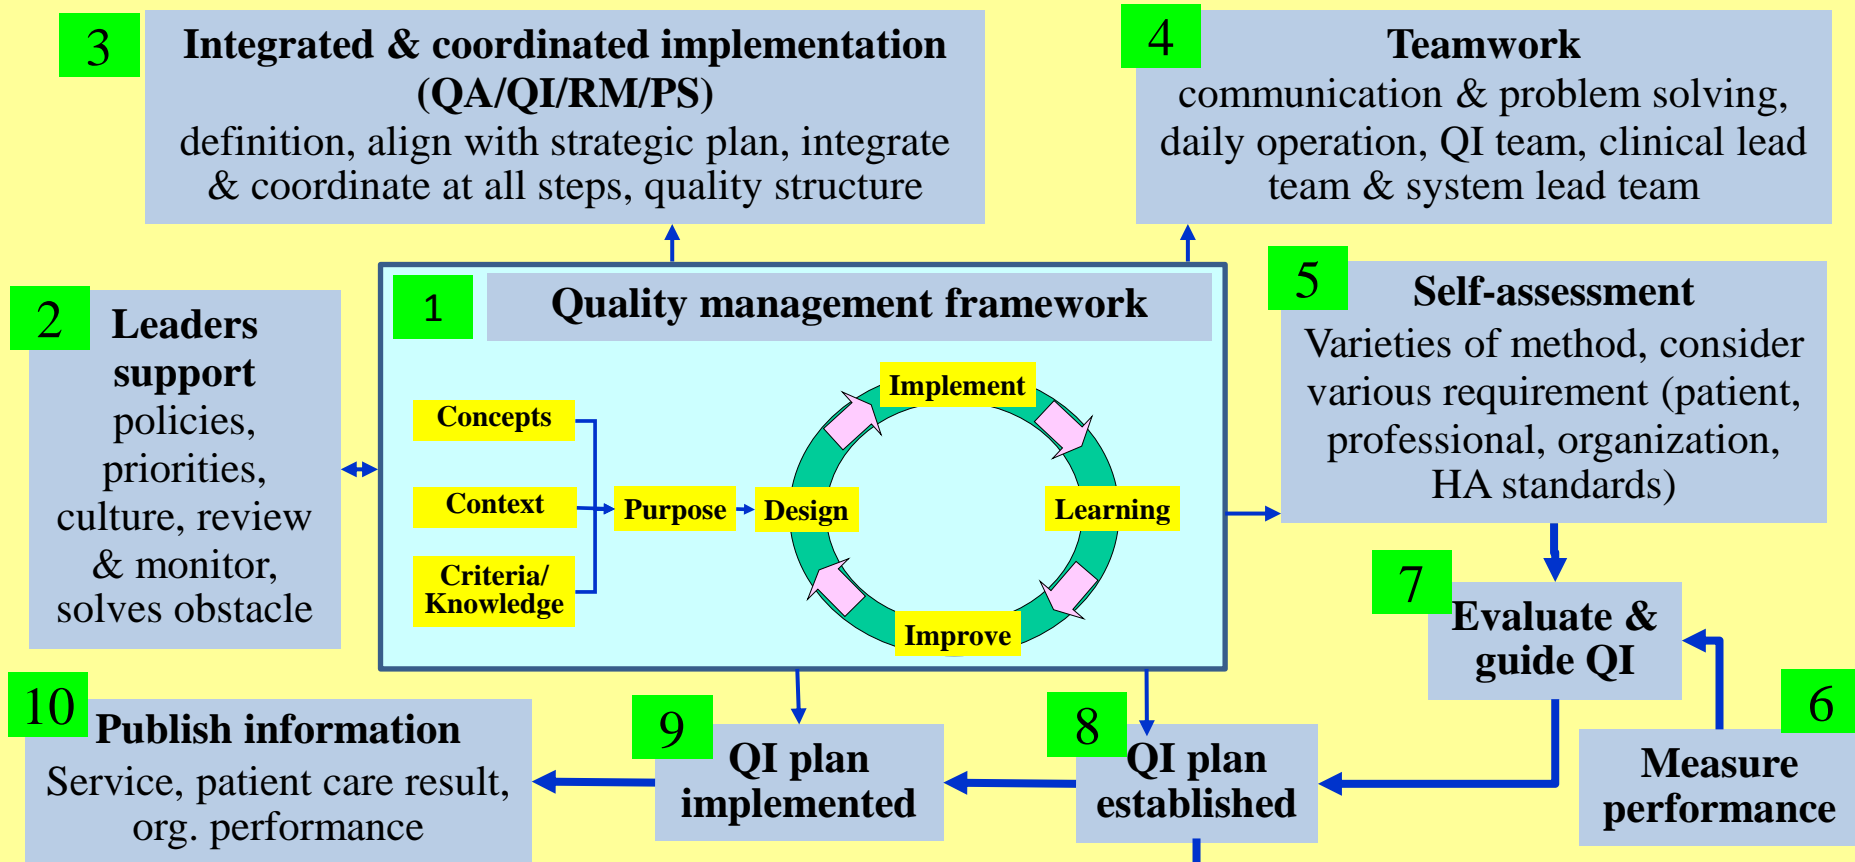 3
Integrated & coordinated implementation
(QA/QI/RM/PS)
definition, align with strategic plan, integrate
& coordinate at all steps, quality structure
4
Teamwork
communication & problem solving,
daily operation, QI team, clinical lead
team & system lead team
2
Leaders
support
policies,
priorities,
culture, review
& monitor,
solves obstacle
1
Quality management framework
Concepts
Context
Criteria/
Knowledge
Purpose
Design
Implement
Learning
Improve
5
Self-assessment
Varieties of method, consider
various requirement (patient,
professional, organization,
HA standards)
7
Evaluate &
guide QI
6
Measure
performance
10
Publish information
Service, patient care result,
org. performance
9
QI plan
implemented
8
QI plan
established